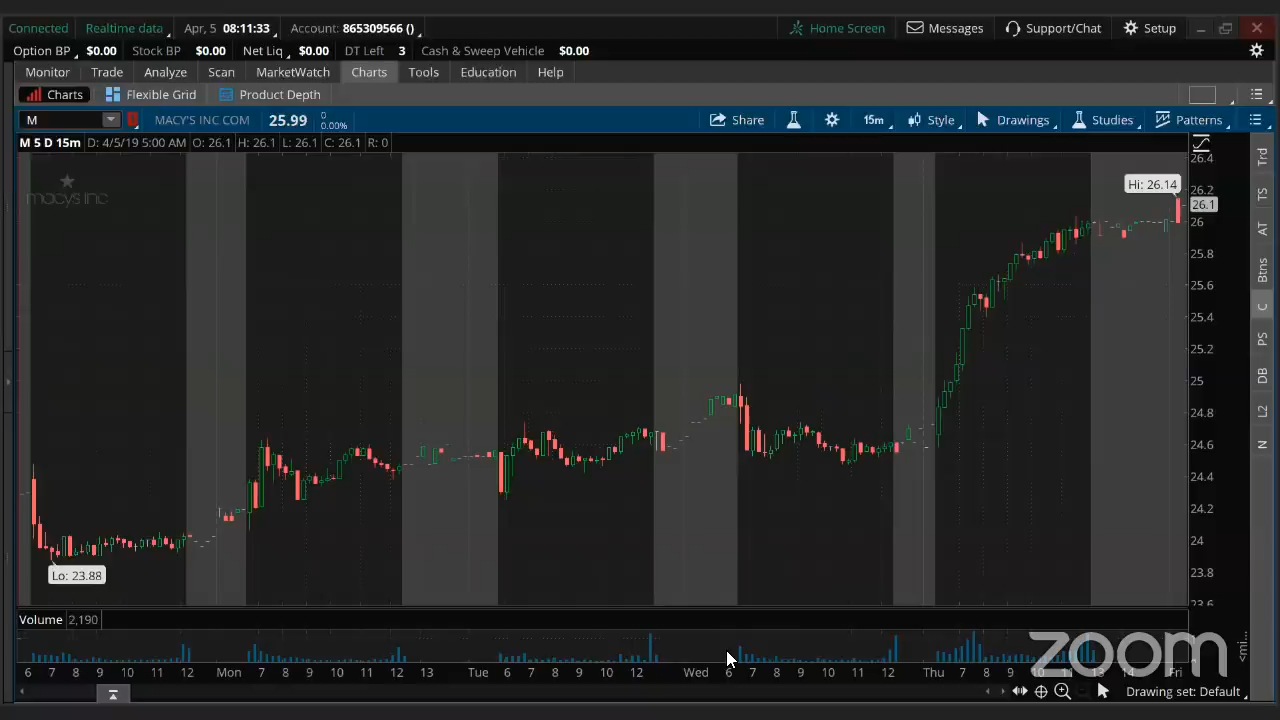 Connected Realtime data Apr, 5 08:11:33 Account: 865309566 () Home Screen Messages Support/Chat Setup
Option BP $0.00 Stock BP $0.00 Net Liq $0.00 DT Left 3 Cash & Sweep Vehicle $0.00
Monitor Trade Analyze Scan MarketWatch Charts Tools Education Help
Charts Flexible Grid Product Depth
M MACY'S INC COM 25.99 0 0.00% Share 15m Style Drawings Studies Patterns
M 5 D 15m D: 4/5/19 5:00 AM O: 26.1 H: 26.1 L: 26.1 C: 26.1 R: 0
macys inc
Hi: 26.14
Lo: 23.88
26.4
26.2
26.1
26
25.8
25.6
25.4
25.2
25
24.8
24.6
24.4
24.2
24
23.8
23.6
Trd
TS
AT
Btns
C
PS
DB
L2
N
Volume 2,190
zoom
<mi...
6 7 8 9 10 11 12 Mon 7 8 9 10 11 12 13 Tue 6 7 8 9 10 12 Wed 6 7 8 9 10 11 12 Thu 7 8 9 10 11 13 14 Fri
Drawing set: Default